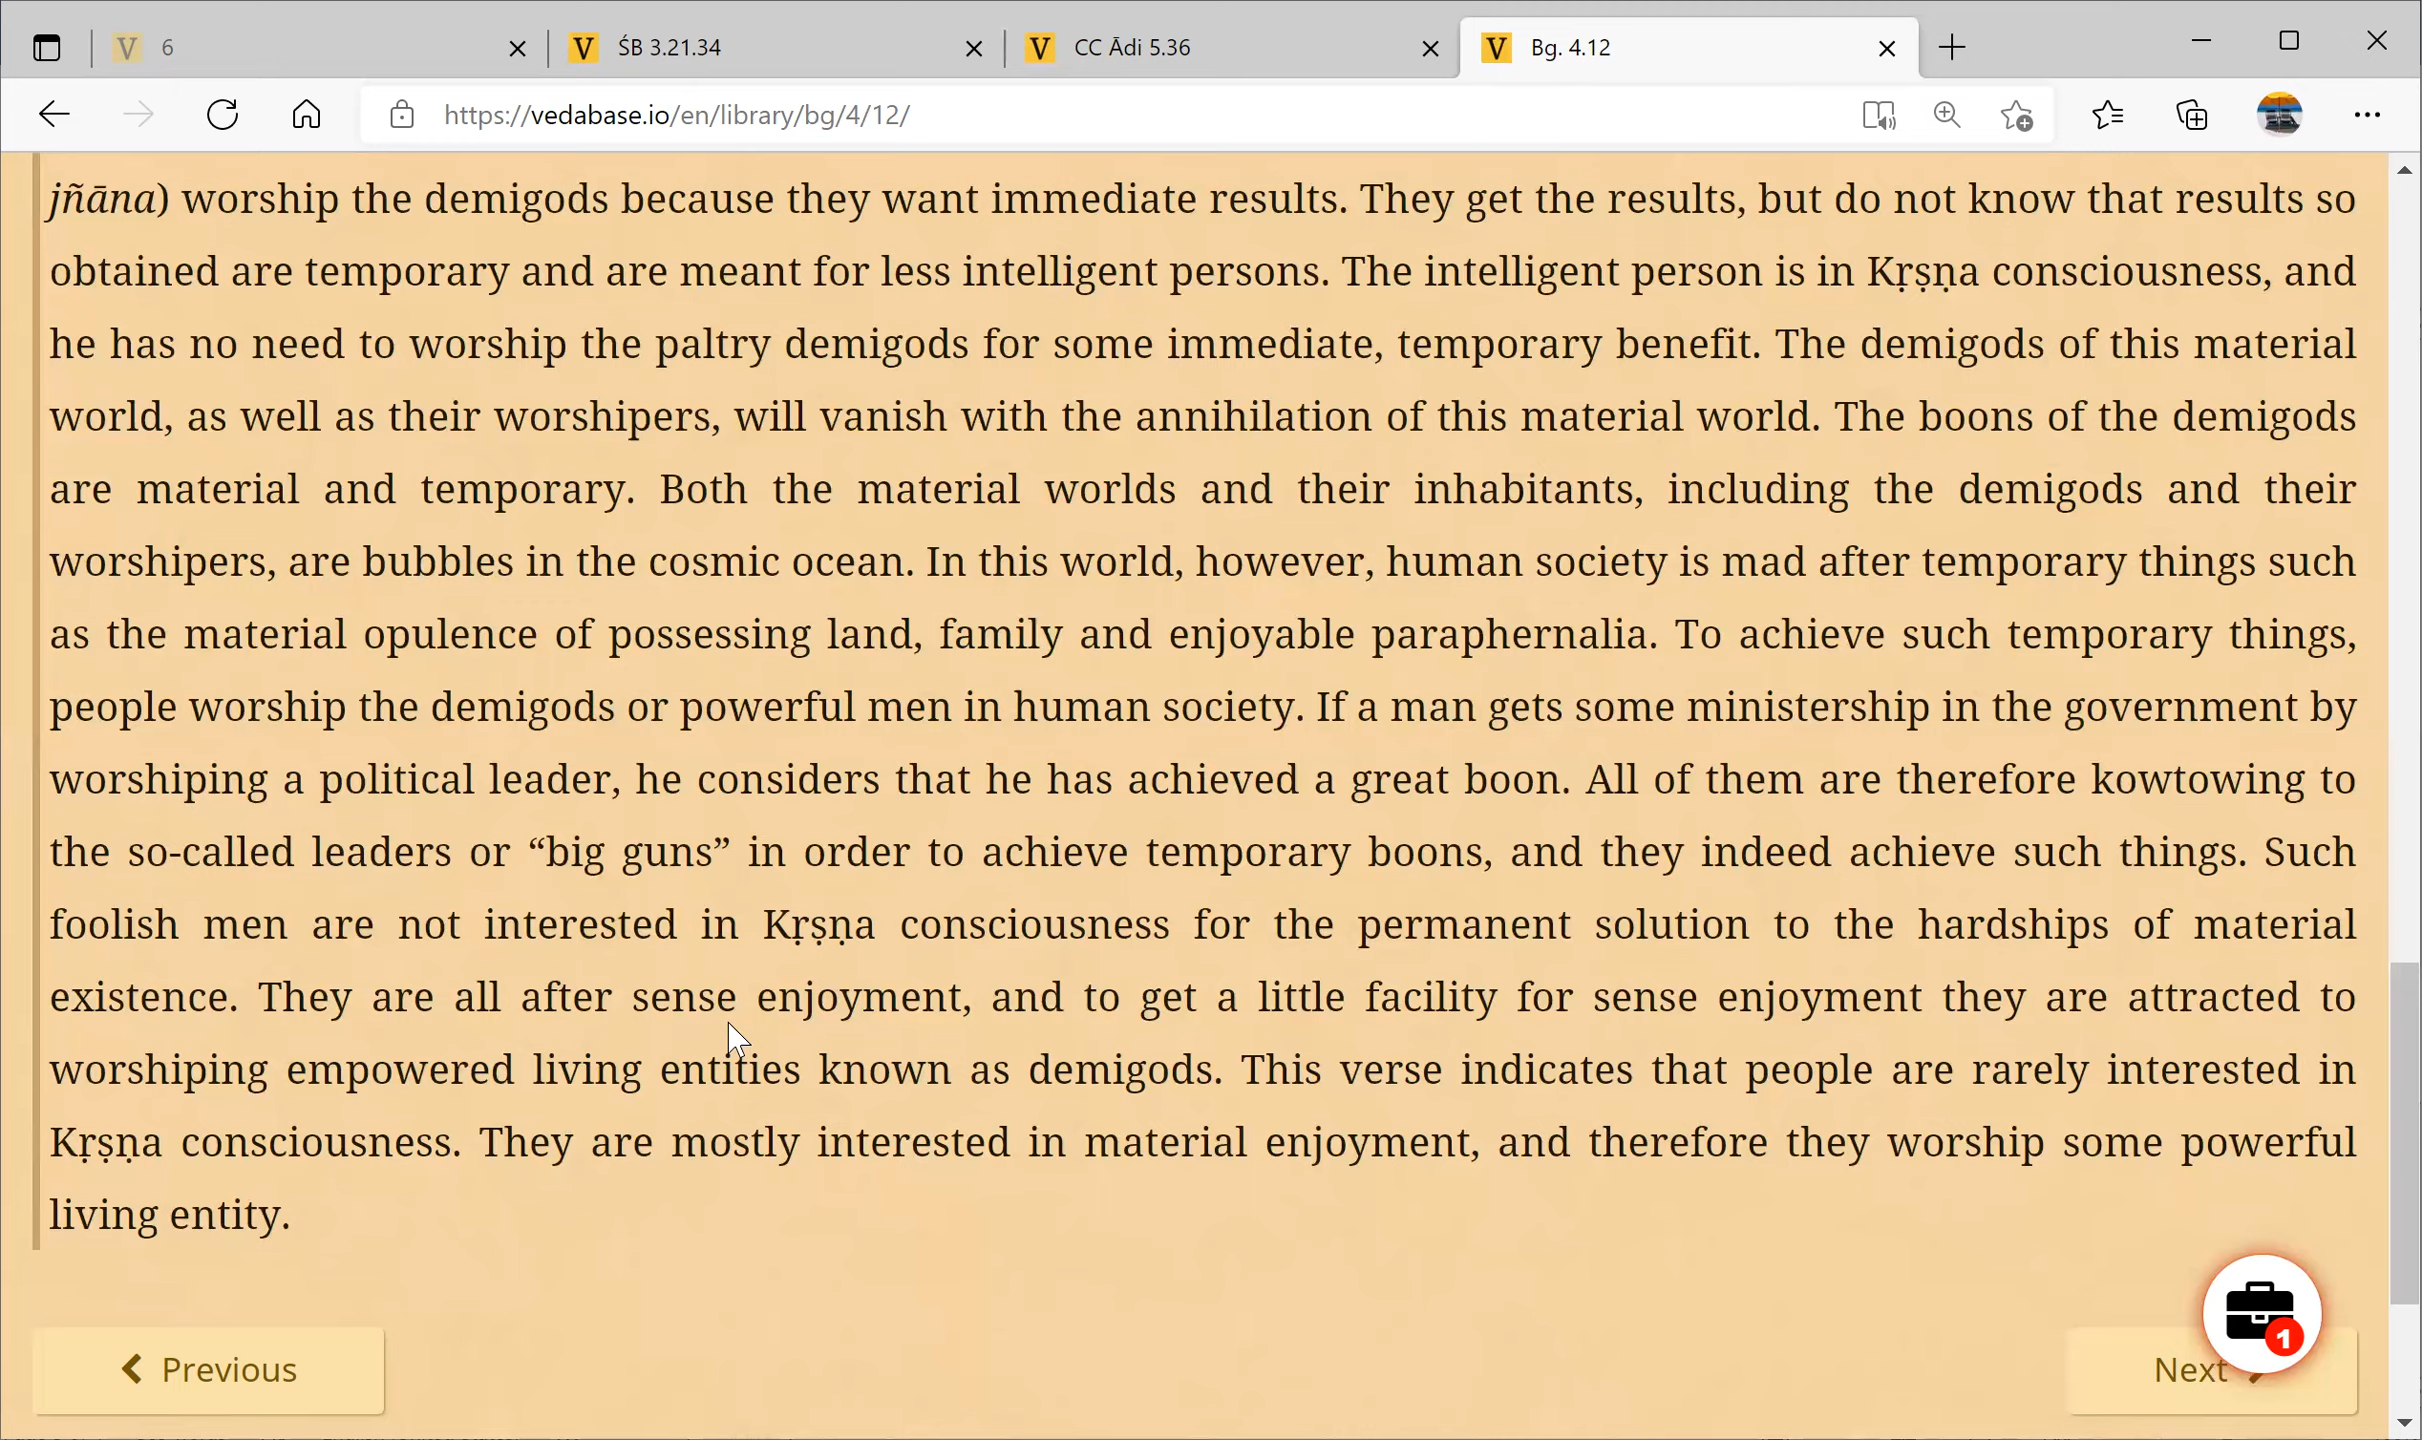 V 6
V ŚB 3.21.34
V CC Ādi 5.36
V Bg. 4.12
https://vedabase.io/en/library/bg/4/12/
jñāna) worship the demigods because they want immediate results. They get the results, but do not know that results so
obtained are temporary and are meant for less intelligent persons. The intelligent person is in Kṛṣṇa consciousness, and
he has no need to worship the paltry demigods for some immediate, temporary benefit. The demigods of this material
world, as well as their worshipers, will vanish with the annihilation of this material world. The boons of the demigods
are material and temporary. Both the material worlds and their inhabitants, including the demigods and their
worshipers, are bubbles in the cosmic ocean. In this world, however, human society is mad after temporary things such
as the material opulence of possessing land, family and enjoyable paraphernalia. To achieve such temporary things,
people worship the demigods or powerful men in human society. If a man gets some ministership in the government by
worshiping a political leader, he considers that he has achieved a great boon. All of them are therefore kowtowing to
the so-called leaders or “big guns” in order to achieve temporary boons, and they indeed achieve such things. Such
foolish men are not interested in Kṛṣṇa consciousness for the permanent solution to the hardships of material
existence. They are all after sense enjoyment, and to get a little facility for sense enjoyment they are attracted to
worshiping empowered living entities known as demigods. This verse indicates that people are rarely interested in
Kṛṣṇa consciousness. They are mostly interested in material enjoyment, and therefore they worship some powerful
living entity.
Previous
Next
1